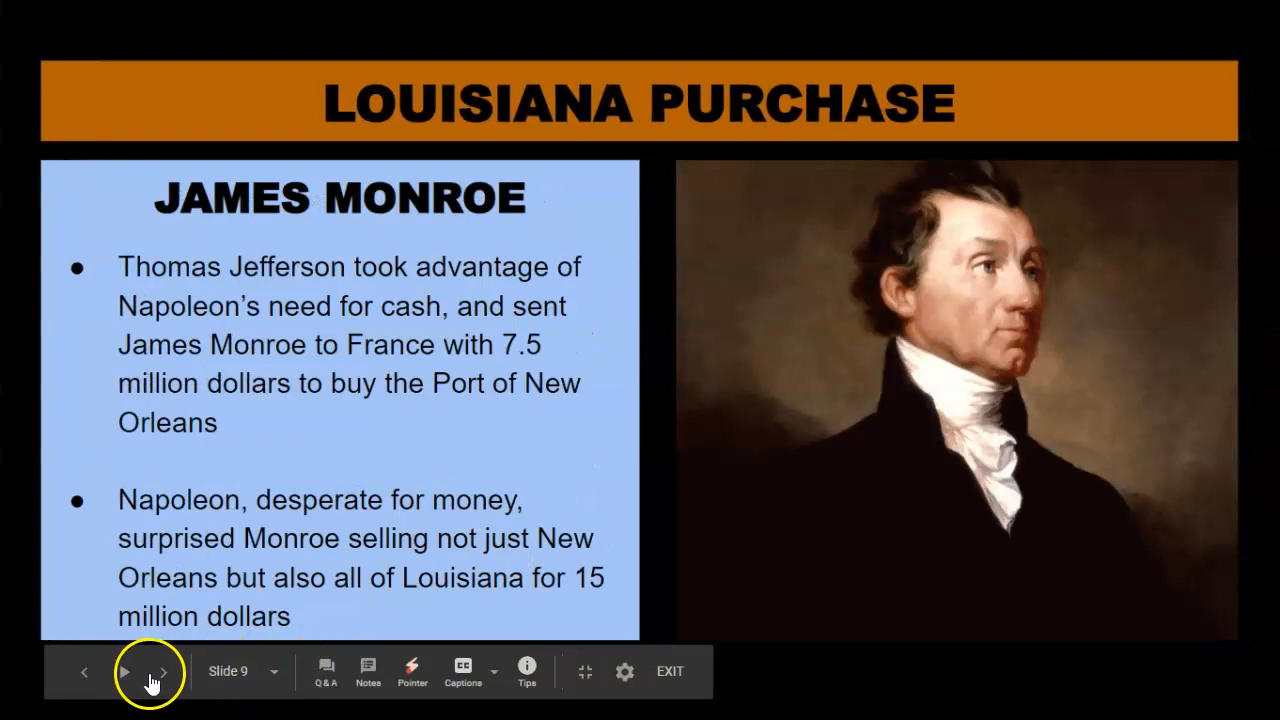 LOUISIANA PURCHASE
JAMES MONROE
● Thomas Jefferson took advantage of
Napoleon’s need for cash, and sent
James Monroe to France with 7.5
million dollars to buy the Port of New
Orleans
● Napoleon, desperate for money,
surprised Monroe selling not just New
Orleans but also all of Louisiana for 15
million dollars
Slide 9
Q & A
Notes
Pointer
CC
Captions
Tips
EXIT